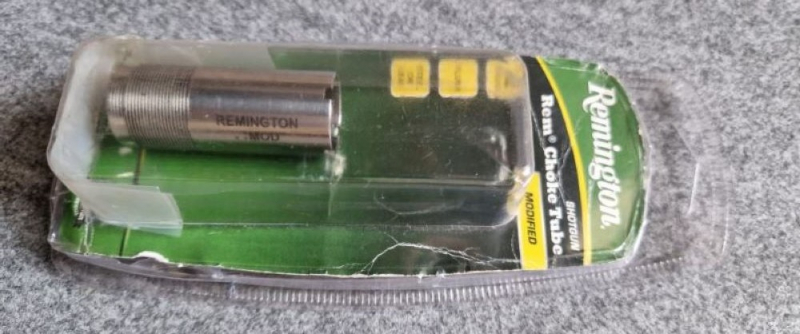 Remington
SHOTGUN
Rem® Choke Tube
MODIFIED
REMINGTON
MOD